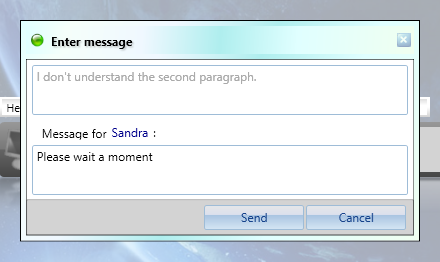 Enter message
I don't understand the second paragraph.
He
Message for Sandra :
Please wait a moment
Send Cancel